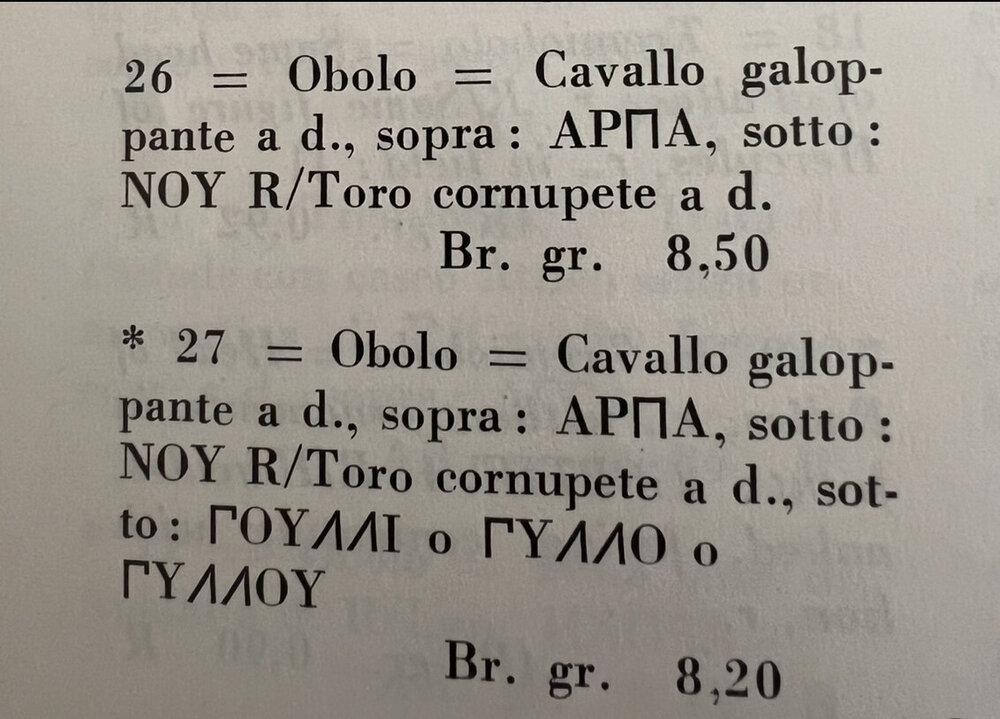 26 = Obolo = Cavallo galop-
pante a d., sopra : ΑΡΠΑ, sotto :
ΝΟΥ R/Toro cornupete a d.
Br. gr. 8,50
* 27 = Obolo = Cavallo galop-
pante a d., sopra : ΑΡΠΑ, sotto :
ΝΟΥ R/Toro cornupete a d., sot-
to : ΓΟΥΛΛΙ o ΓΥΛΛΟ o
ΓΥΛΛΟΥ
Br. gr. 8,20